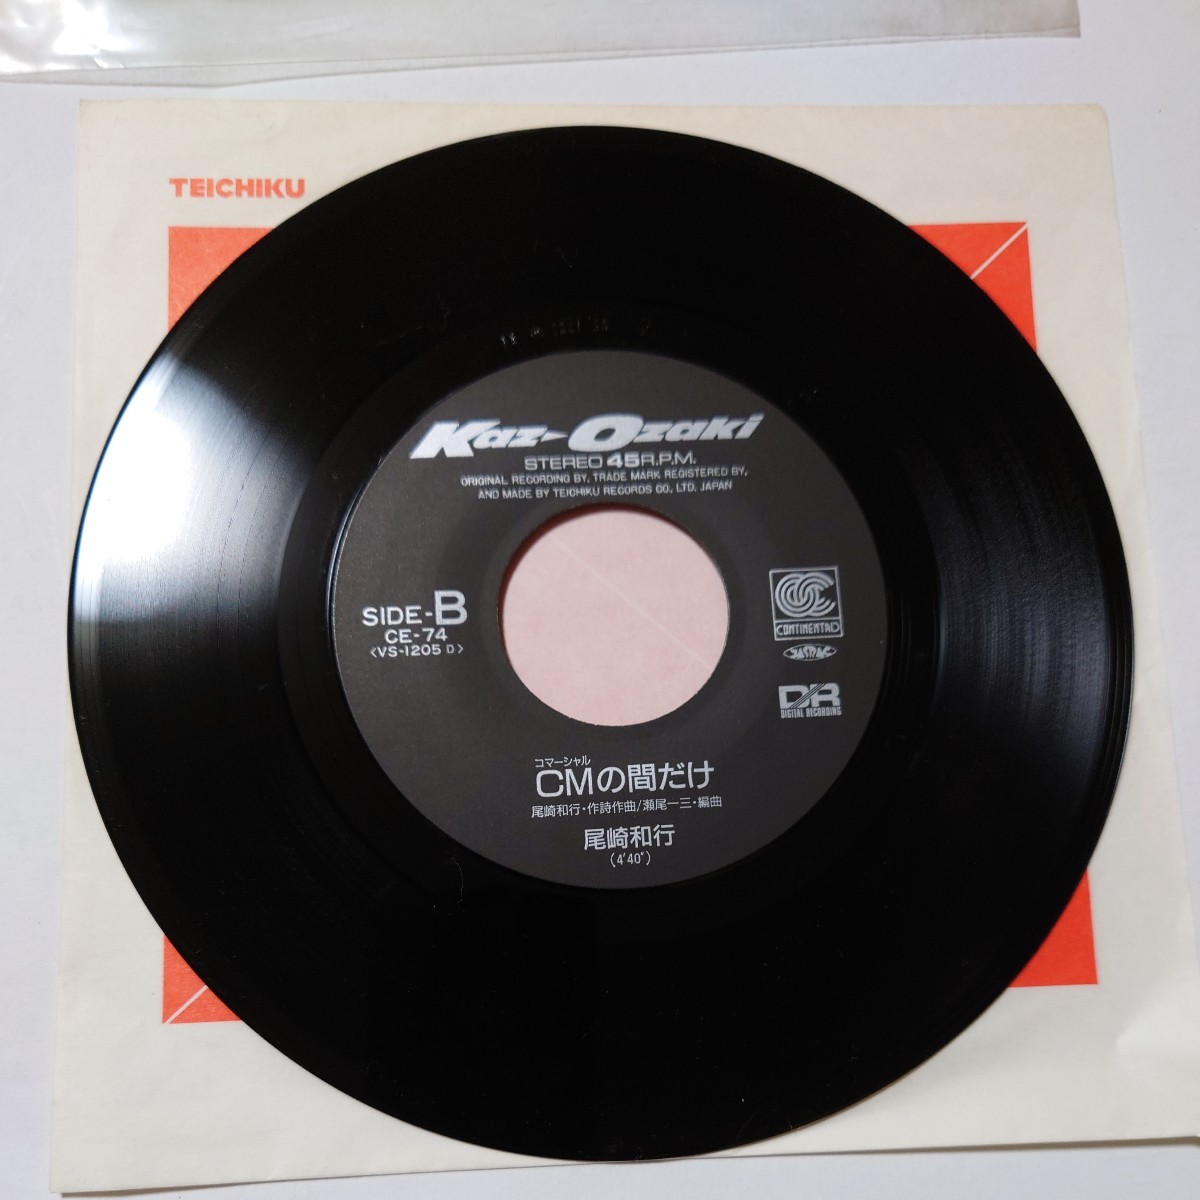 TEICHIKU
Kaz Ozaki
STEREO 45R.P.M.
ORIGINAL RECORDING BY, TRADE MARK REGISTERED BY,
AND MADE BY TEICHIKU RECORDS CO., LTD. JAPAN
SIDE-B
CE-74
<VS-1205 D>
CONTINENTAL
JASRAC
DR
DIGITAL RECORDING
コマーシャル
CMの間だけ
尾崎和行・作詩作曲/瀬尾一三・編曲
尾崎和行
(4'40")